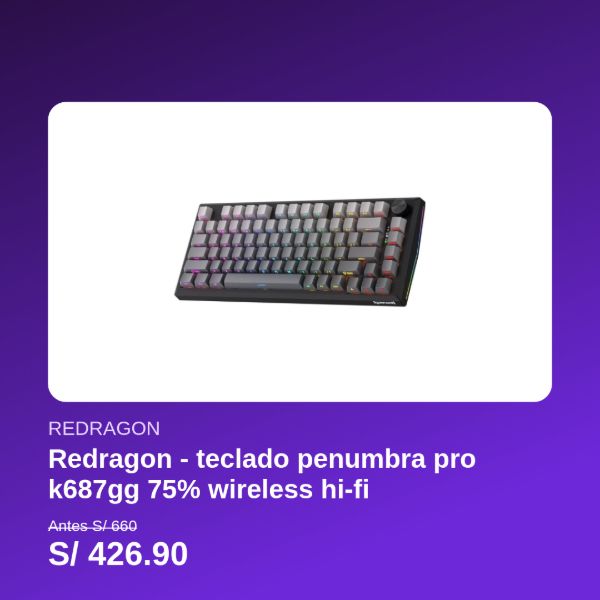 REDRAGON
Redragon - teclado penumbra pro
k687gg 75% wireless hi-fi
Antes S/ 660
S/ 426.90